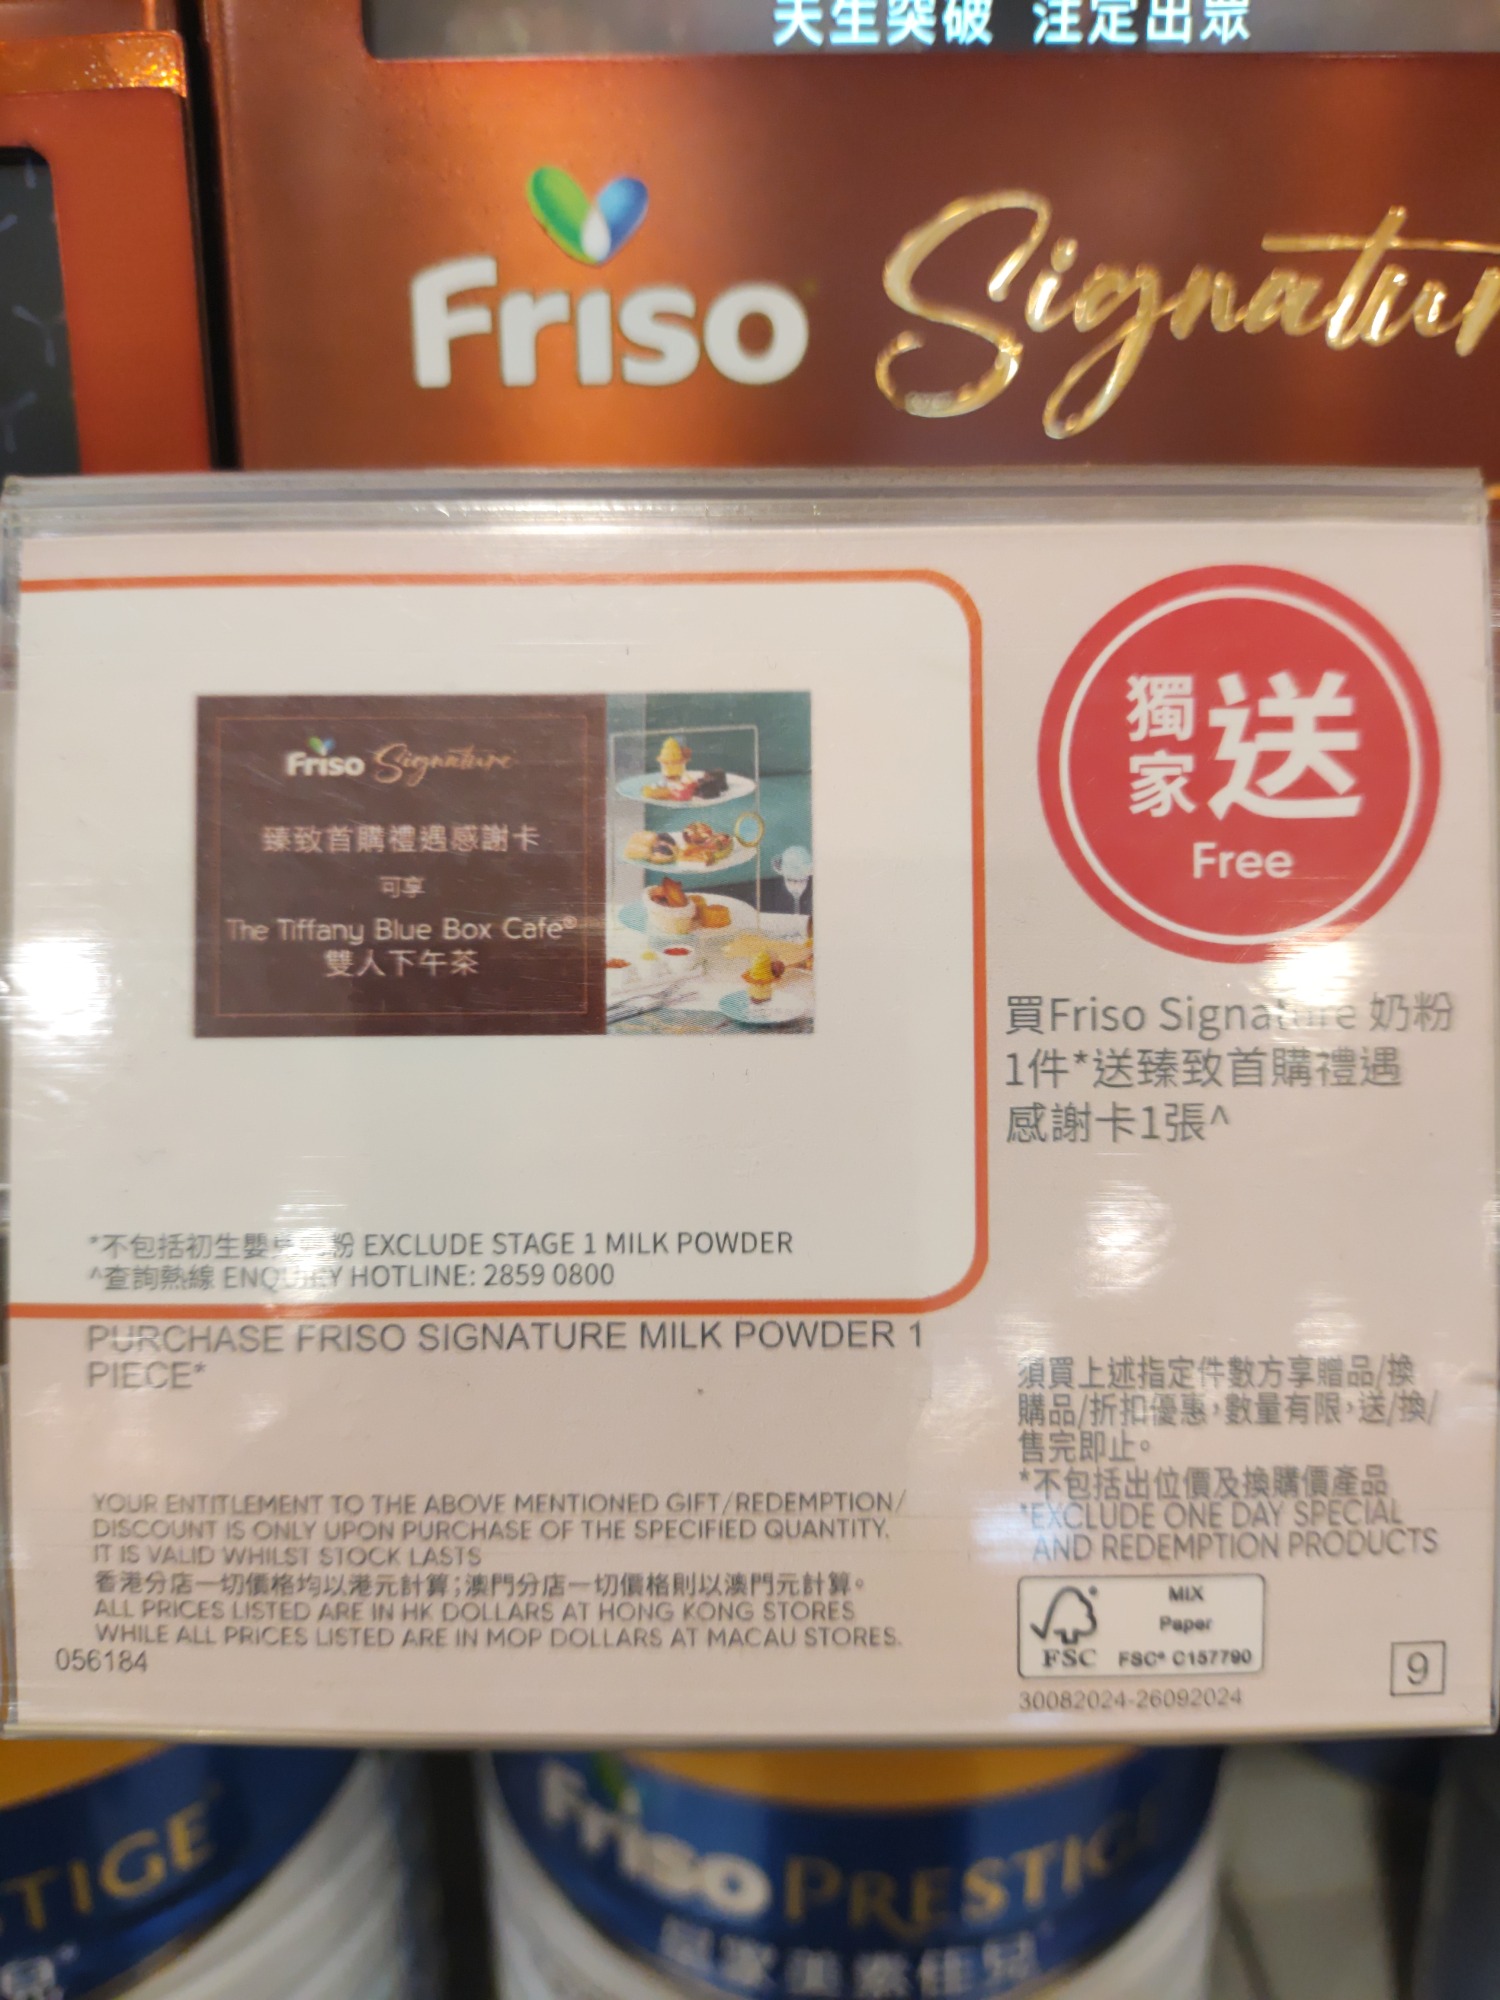 天生突破 注定出眾
Friso Signatur
獨家送
Free
Friso Signature
臻致首購禮遇感謝卡
可享
The Tiffany Blue Box Cafe®
雙人下午茶
買Friso Signature 奶粉
1件*送臻致首購禮遇
感謝卡1張^
*不包括初生嬰兒 粉 EXCLUDE STAGE 1 MILK POWDER
^查詢熱線 ENQUIRY HOTLINE: 2859 0800
PURCHASE FRISO SIGNATURE MILK POWDER 1
PIECE*
須買上述指定件數方享贈品/換
購品/折扣優惠，數量有限，送/換/
售完即止。
*不包括出位價及換購價產品
*EXCLUDE ONE DAY SPECIAL
AND REDEMPTION PRODUCTS
YOUR ENTITLEMENT TO THE ABOVE MENTIONED GIFT/REDEMPTION/
DISCOUNT IS ONLY UPON PURCHASE OF THE SPECIFIED QUANTITY.
IT IS VALID WHILST STOCK LASTS
香港分店一切價格均以港元計算；澳門分店一切價格則以澳門元計算。
ALL PRICES LISTED ARE IN HK DOLLARS AT HONG KONG STORES
WHILE ALL PRICES LISTED ARE IN MOP DOLLARS AT MACAU STORES.
056184
MIX
Paper
FSC FSC® C157790
30082024-26092024
9
TIGE
Friso PRESTIG
皇家美素佳兒
兒